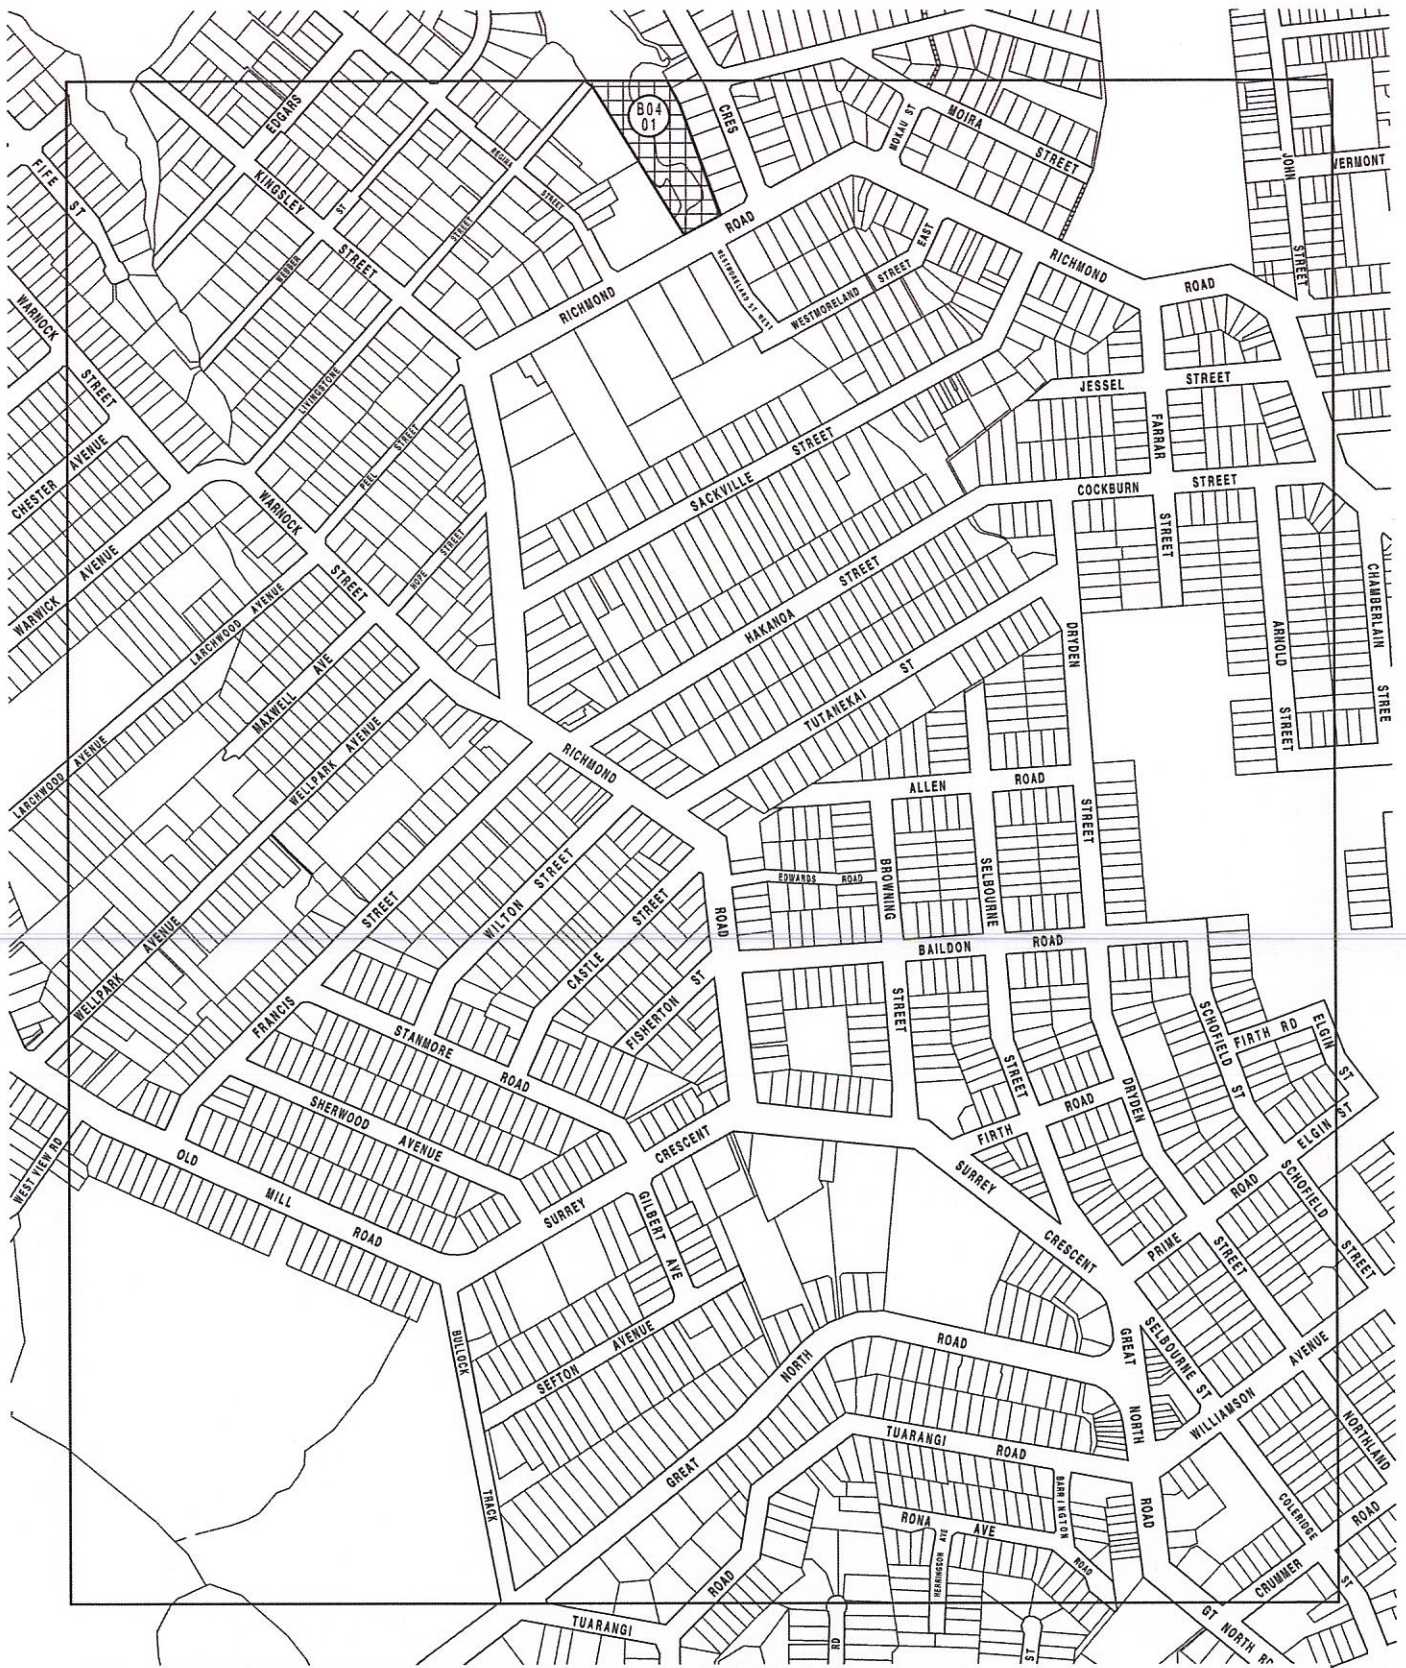 B04
01
EDGARS
CRES
MOKAU ST
MOIRA
STREET
JOHN
VERMONT
STREET
FIFE
ST
KINGSLEY
ST
STREET
REGINA
STREET
STREET
WEBBER
ROAD
RICHMOND
WESTMORELAND ST WEST
WESTMORELAND
STREET
EAST
RICHMOND
ROAD
WARNOCK
STREET
LIVINGSTONE
JESSEL
STREET
FARRAR
CHESTER
AVENUE
PEEL
STREET
SACKVILLE
STREET
COCKBURN
STREET
STREET
WARNOCK
STREET
HOPE
STREET
WARWICK
AVENUE
LARCHWOOD
AVENUE
HAKANOA
STREET
CHAMBERLAIN
STREE
ARNOLD
STREET
DRYDEN
STREET
MAXWELL
AVE
TUTANEKAI
ST
LARCHWOOD
AVENUE
WELLPARK
AVENUE
RICHMOND
ROAD
ALLEN
ROAD
EDWARDS
ROAD
BROWNING
STREET
SELBOURNE
STREET
WILTON
STREET
CASTLE
STREET
FISHERTON
ST
BAILDON
ROAD
WELLPARK
AVENUE
FRANCIS
STREET
STANMORE
ROAD
SCHOFIELD
ST
FIRTH RD
ELGIN
ST
ELGIN ST
SHERWOOD
AVENUE
CRESCENT
FIRTH
ROAD
DRYDEN
STREET
WEST VIEW RD
OLD
MILL
ROAD
SURREY
GILBERT
AVE
SURREY
CRESCENT
PRIME
ROAD
SCHOFIELD
STREET
BULLOCK
TRACK
SEFTON
AVENUE
GREAT
NORTH
ROAD
GREAT
NORTH
ROAD
SELBOURNE ST
WILLIAMSON
AVENUE
NORTHLAND
ROAD
TUARANGI
ROAD
BARRINGTON
ROAD
RONA
AVE
HERRINGSON
AVE
COLERIDGE
ST
CRUMMER
TUARANGI
ROAD
RD
ST
GT
NORTH RD